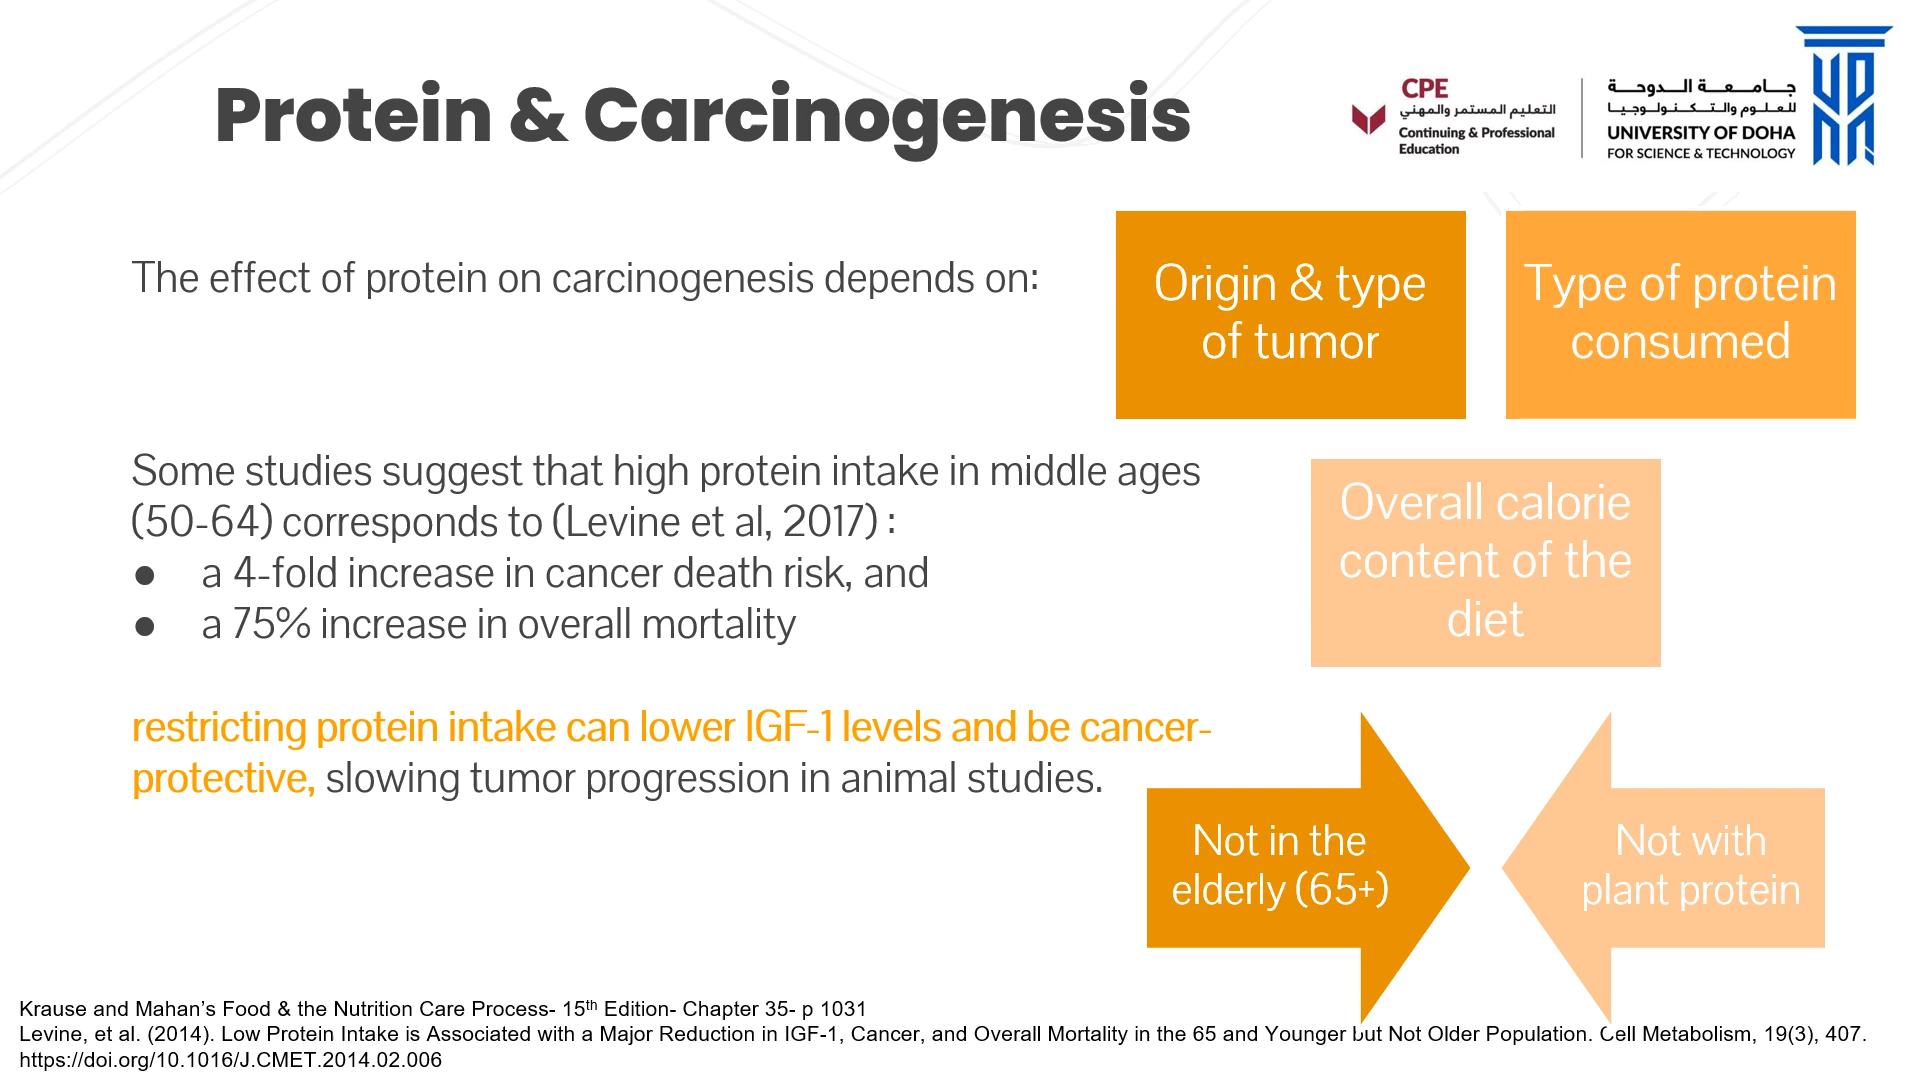 Protein & Carcinogenesis
CPE
التعليم المستمر والمهني
Continuing & Professional
Education
جـــامـــعـــة الـــدوحـــة
للعـلـوم والـتـكـنـولـوجـيـا
UNIVERSITY OF DOHA
FOR SCIENCE & TECHNOLOGY
The effect of protein on carcinogenesis depends on:
Origin & type
of tumor
Type of protein
consumed
Overall calorie
content of the
diet
Some studies suggest that high protein intake in middle ages
(50-64) corresponds to (Levine et al, 2017) :
● a 4-fold increase in cancer death risk, and
● a 75% increase in overall mortality
restricting protein intake can lower IGF-1 levels and be cancer-
protective, slowing tumor progression in animal studies.
Not in the
elderly (65+)
Not with
plant protein
Krause and Mahan's Food & the Nutrition Care Process- 15th Edition- Chapter 35- p 1031
Levine, et al. (2014). Low Protein Intake is Associated with a Major Reduction in IGF-1, Cancer, and Overall Mortality in the 65 and Younger but Not Older Population. Cell Metabolism, 19(3), 407.
https://doi.org/10.1016/J.CMET.2014.02.006